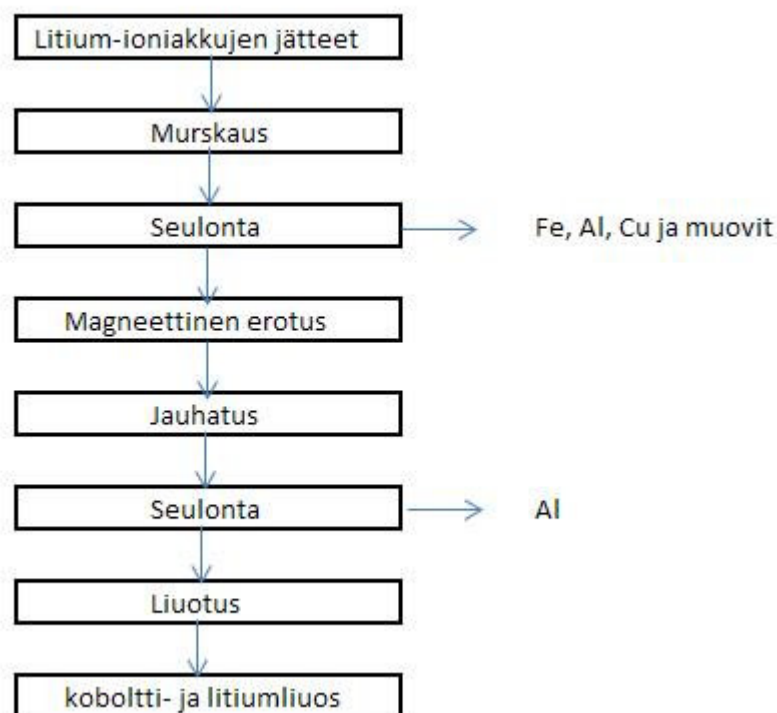 Litium-ioniakkujen jätteet
Murskaus
Seulonta
Fe, Al, Cu ja muovit
Magneettinen erotus
Jauhatus
Seulonta
Al
Liuotus
koboltti- ja litiumliuos